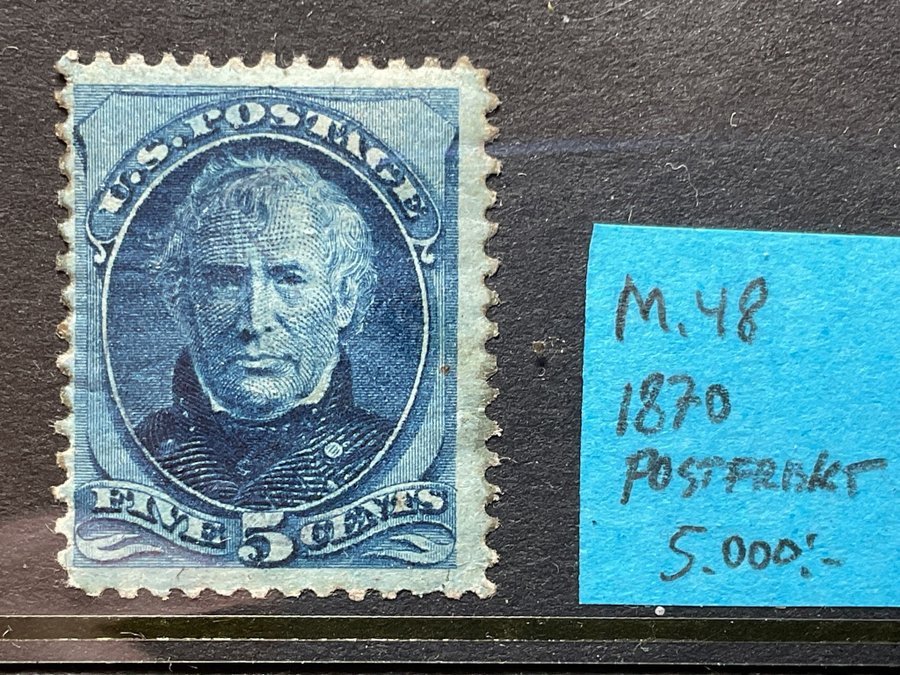 U.S. POSTAGE
FIVE 5 CENTS
M.48
1870
POSTFRISKT
5.000:-